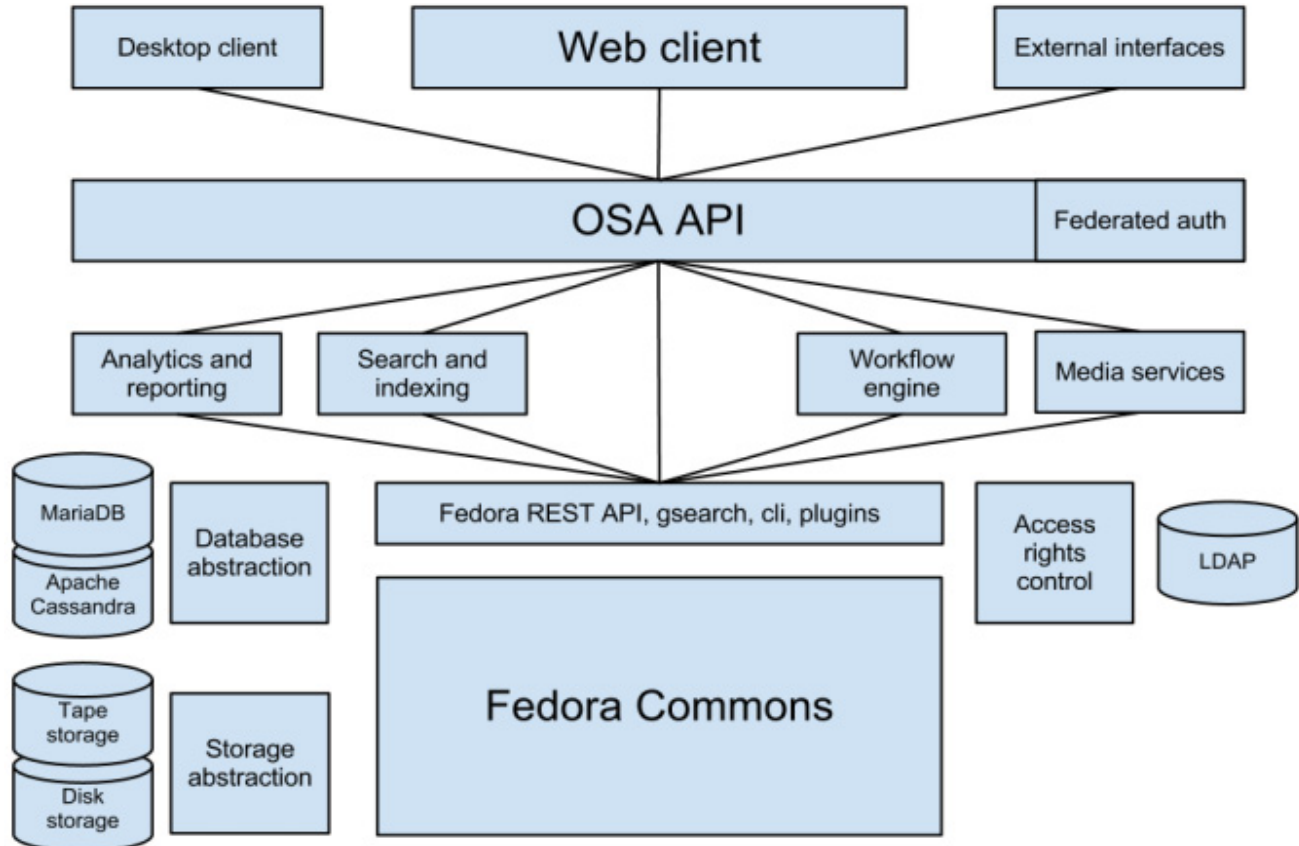 Desktop client
Web client
External interfaces
OSA API
Federated auth
Analytics and
reporting
Search and
indexing
Workflow
engine
Media services
MariaDB
Apache
Cassandra
Database
abstraction
Fedora REST API, gsearch, cli, plugins
Access
rights
control
LDAP
Tape
storage
Disk
storage
Storage
abstraction
Fedora Commons